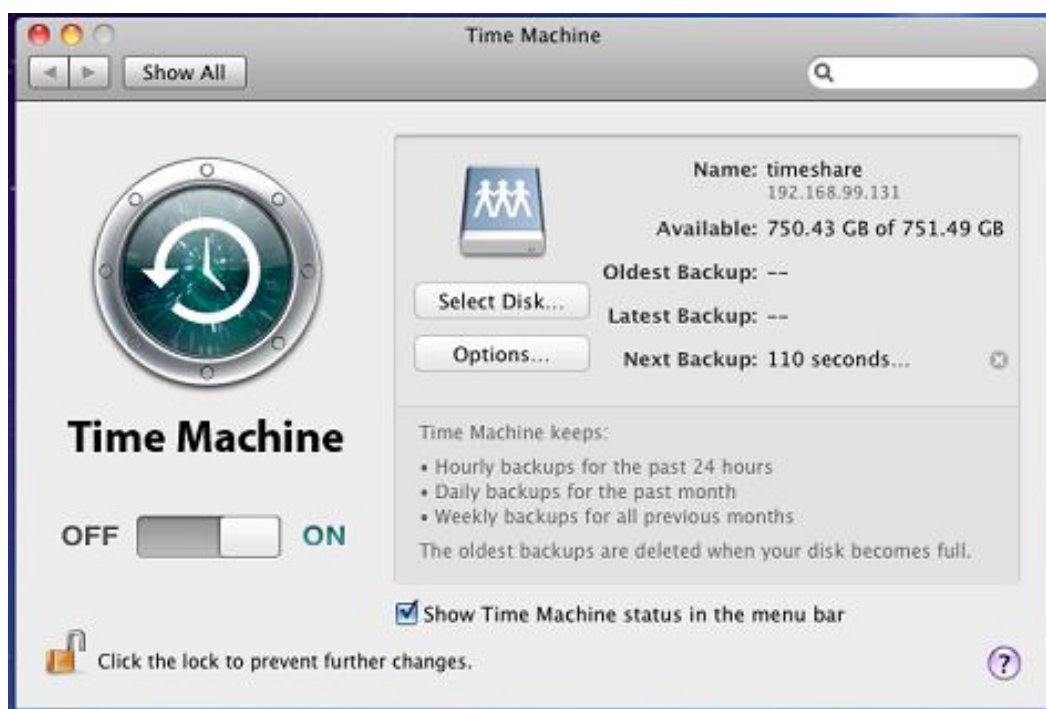 Time Machine
Show All
Name: timeshare
192.168.99.131
Available: 750.43 GB of 751.49 GB
Oldest Backup: --
Select Disk...
Latest Backup: --
Options...
Next Backup: 110 seconds...
Time Machine
Time Machine keeps:
• Hourly backups for the past 24 hours
• Daily backups for the past month
• Weekly backups for all previous months
The oldest backups are deleted when your disk becomes full.
OFF ON
Show Time Machine status in the menu bar
Click the lock to prevent further changes.
?